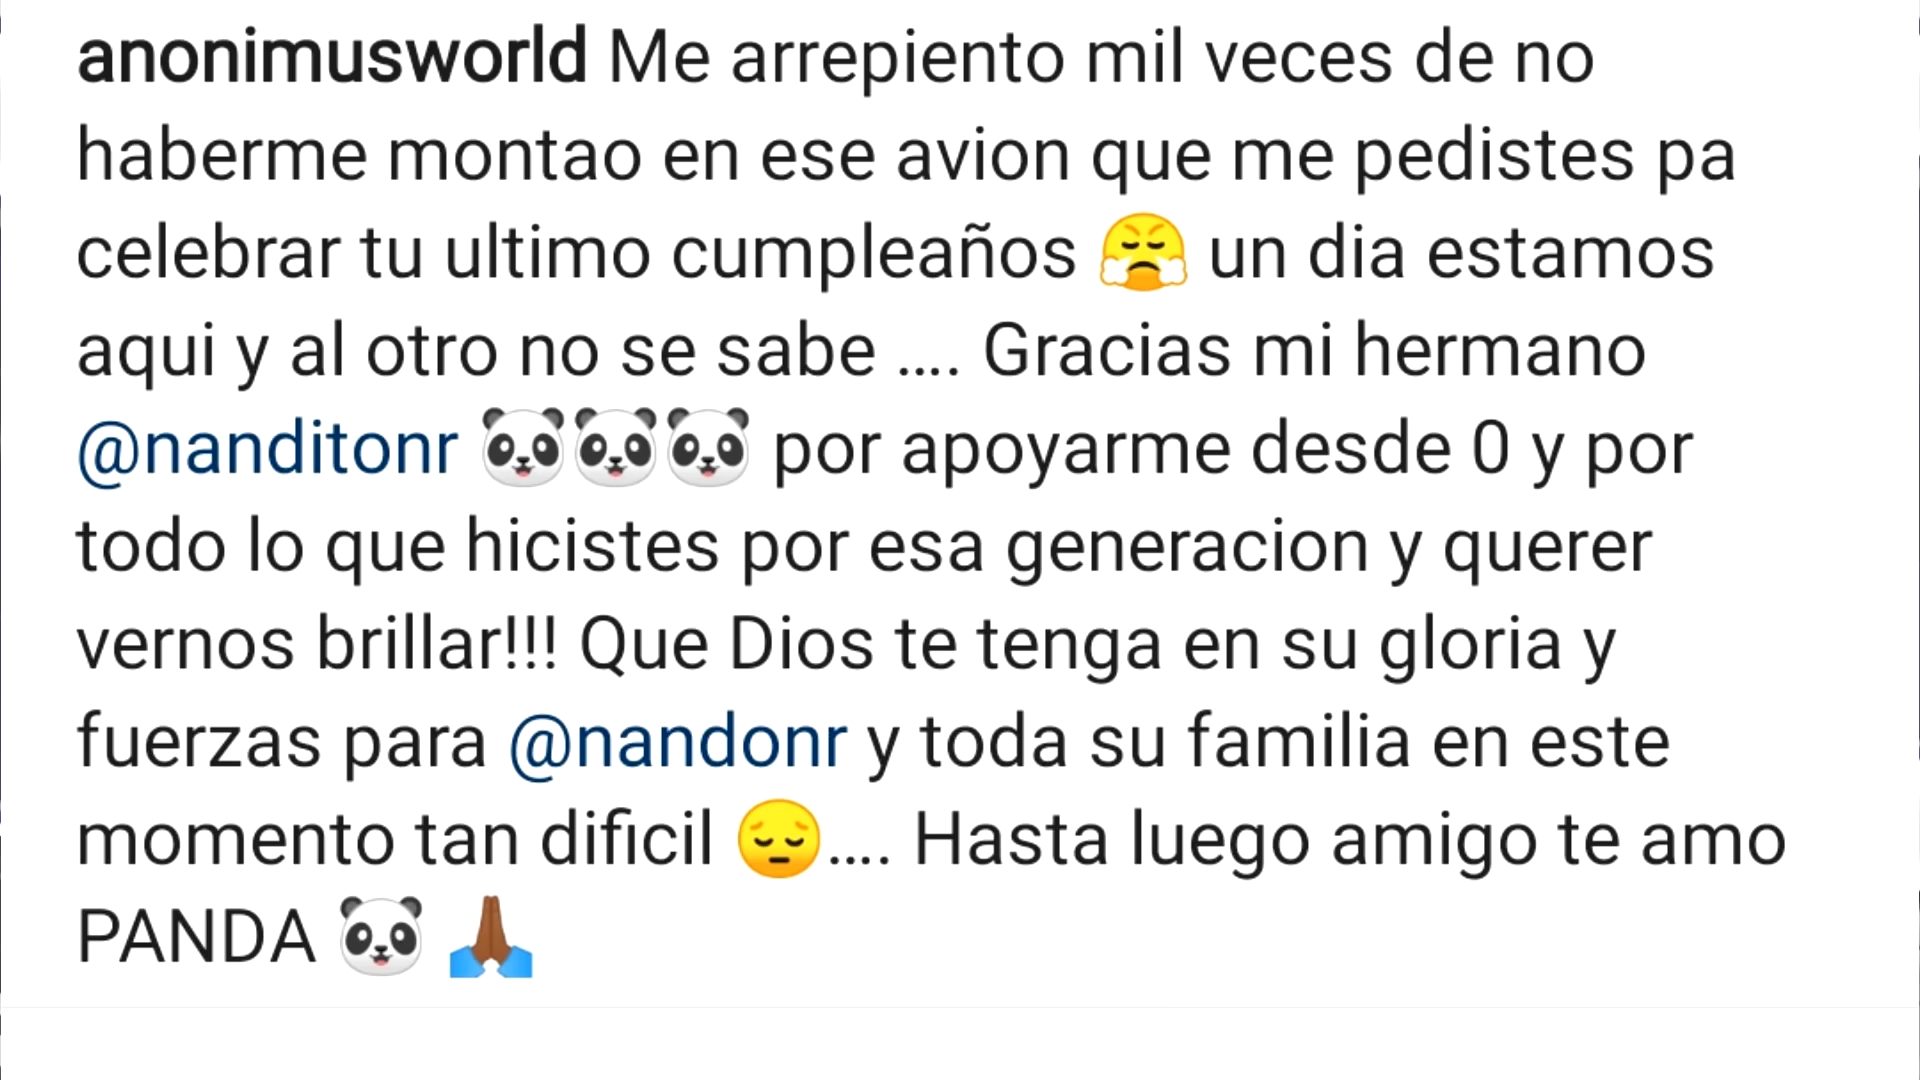 anonimusworld Me arrepiento mil veces de no
haberme montao en ese avion que me pedistes pa
celebrar tu ultimo cumpleaños 😤 un dia estamos
aqui y al otro no se sabe .... Gracias mi hermano
@nanditonr 🐼🐼🐼 por apoyarme desde 0 y por
todo lo que hicistes por esa generacion y querer
vernos brillar!!! Que Dios te tenga en su gloria y
fuerzas para @nandonr y toda su familia en este
momento tan dificil 😔.... Hasta luego amigo te amo
PANDA 🐼 🙏🏾